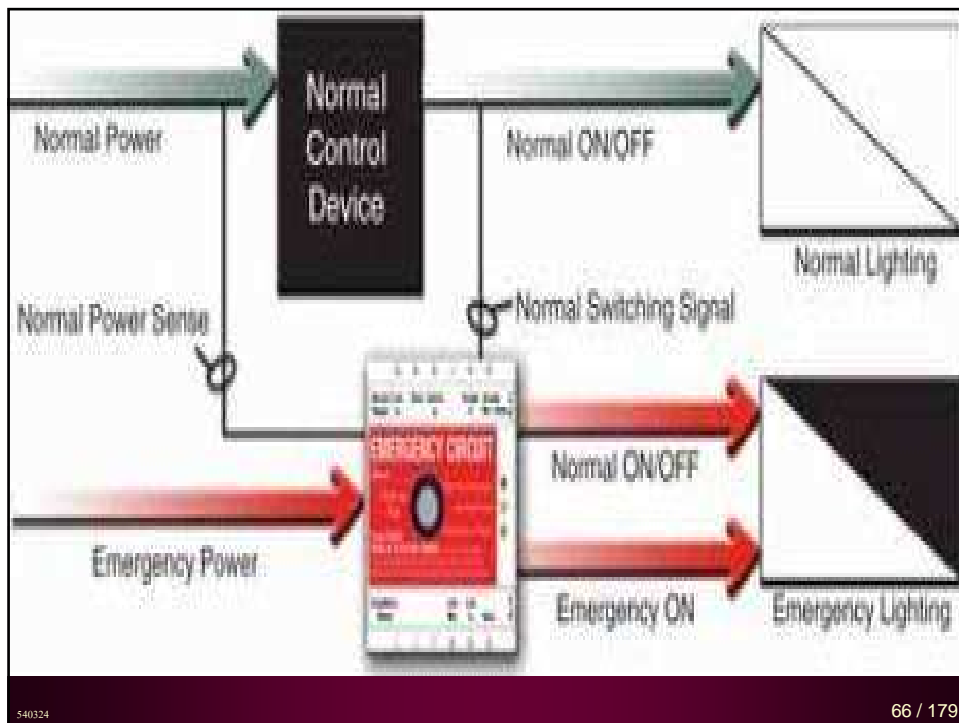 Normal
Control
Device
Normal Power
Normal ON/OFF
Normal Lighting
Normal Power Sense
Normal Switching Signal
EMERGENCY CIRCUIT
Normal ON/OFF
Emergency Power
Emergency ON
Emergency Lighting
540324
66 / 179